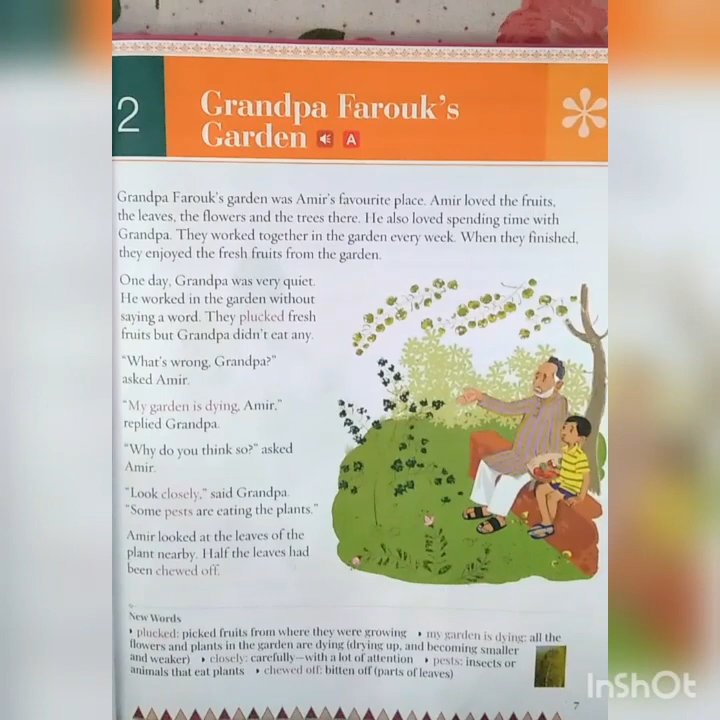 2
Grandpa Farouk's
Garden
A
Grandpa Farouk's garden was Amir's favourite place. Amir loved the fruits,
the leaves, the flowers and the trees there. He also loved spending time with
Grandpa. They worked together in the garden every week. When they finished,
they enjoyed the fresh fruits from the garden.
One day, Grandpa was very quiet.
He worked in the garden without
saying a word. They plucked fresh
fruits but Grandpa didn't eat any.
"What's wrong, Grandpa?"
asked Amir.
"My garden is dying, Amir,"
replied Grandpa.
"Why do you think so?" asked
Amir.
"Look closely," said Grandpa.
"Some pests are eating the plants."
Amir looked at the leaves of the
plant nearby. Half the leaves had
been chewed off.
New Words
plucked: picked fruits from where they were growing my garden is dying: all the
flowers and plants in the garden are dying (drying up, and becoming smaller
and weaker) closely: carefully—with a lot of attention pests: insects or
animals that eat plants chewed off: bitten off (parts of leaves)
7
InShOt